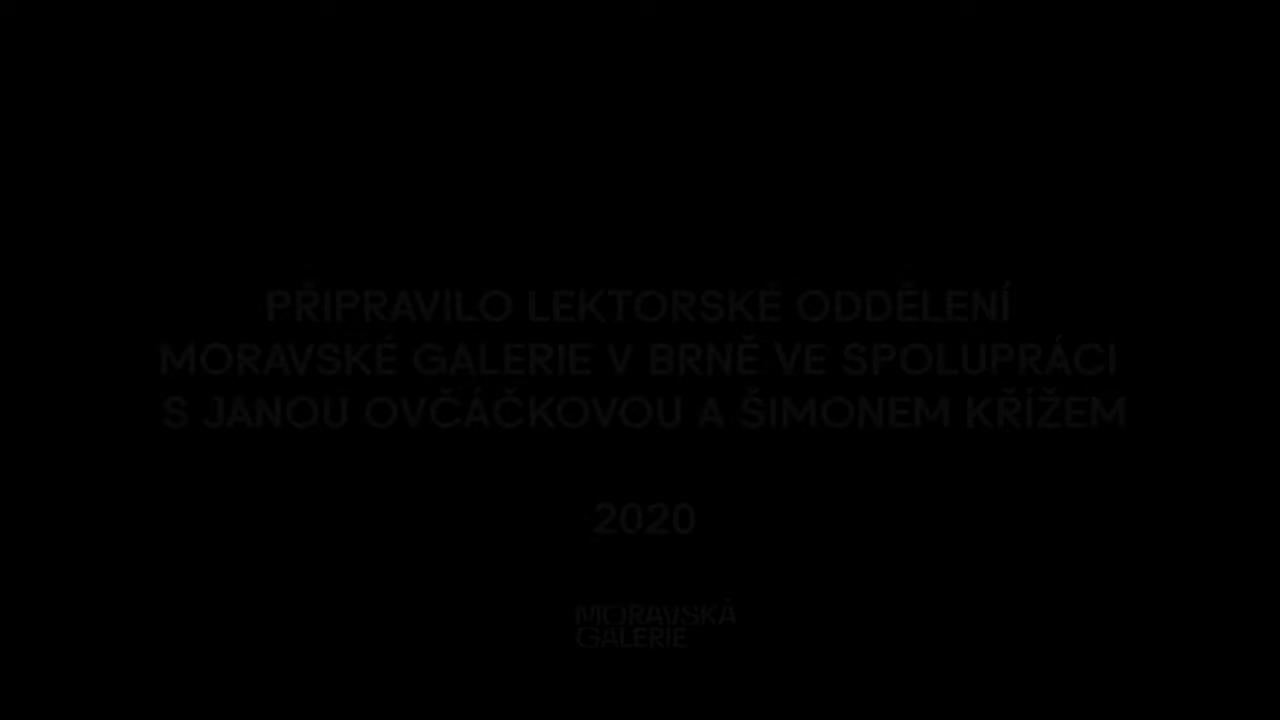 PŘIPRAVILO LEKTORSKÉ ODDĚLENÍ
MORAVSKÉ GALERIE V BRNĚ VE SPOLUPRÁCI
S JANOU OVČÁČKOVOU A ŠIMONEM KŘÍŽEM
2020
MORAVSKÁ
GALERIE